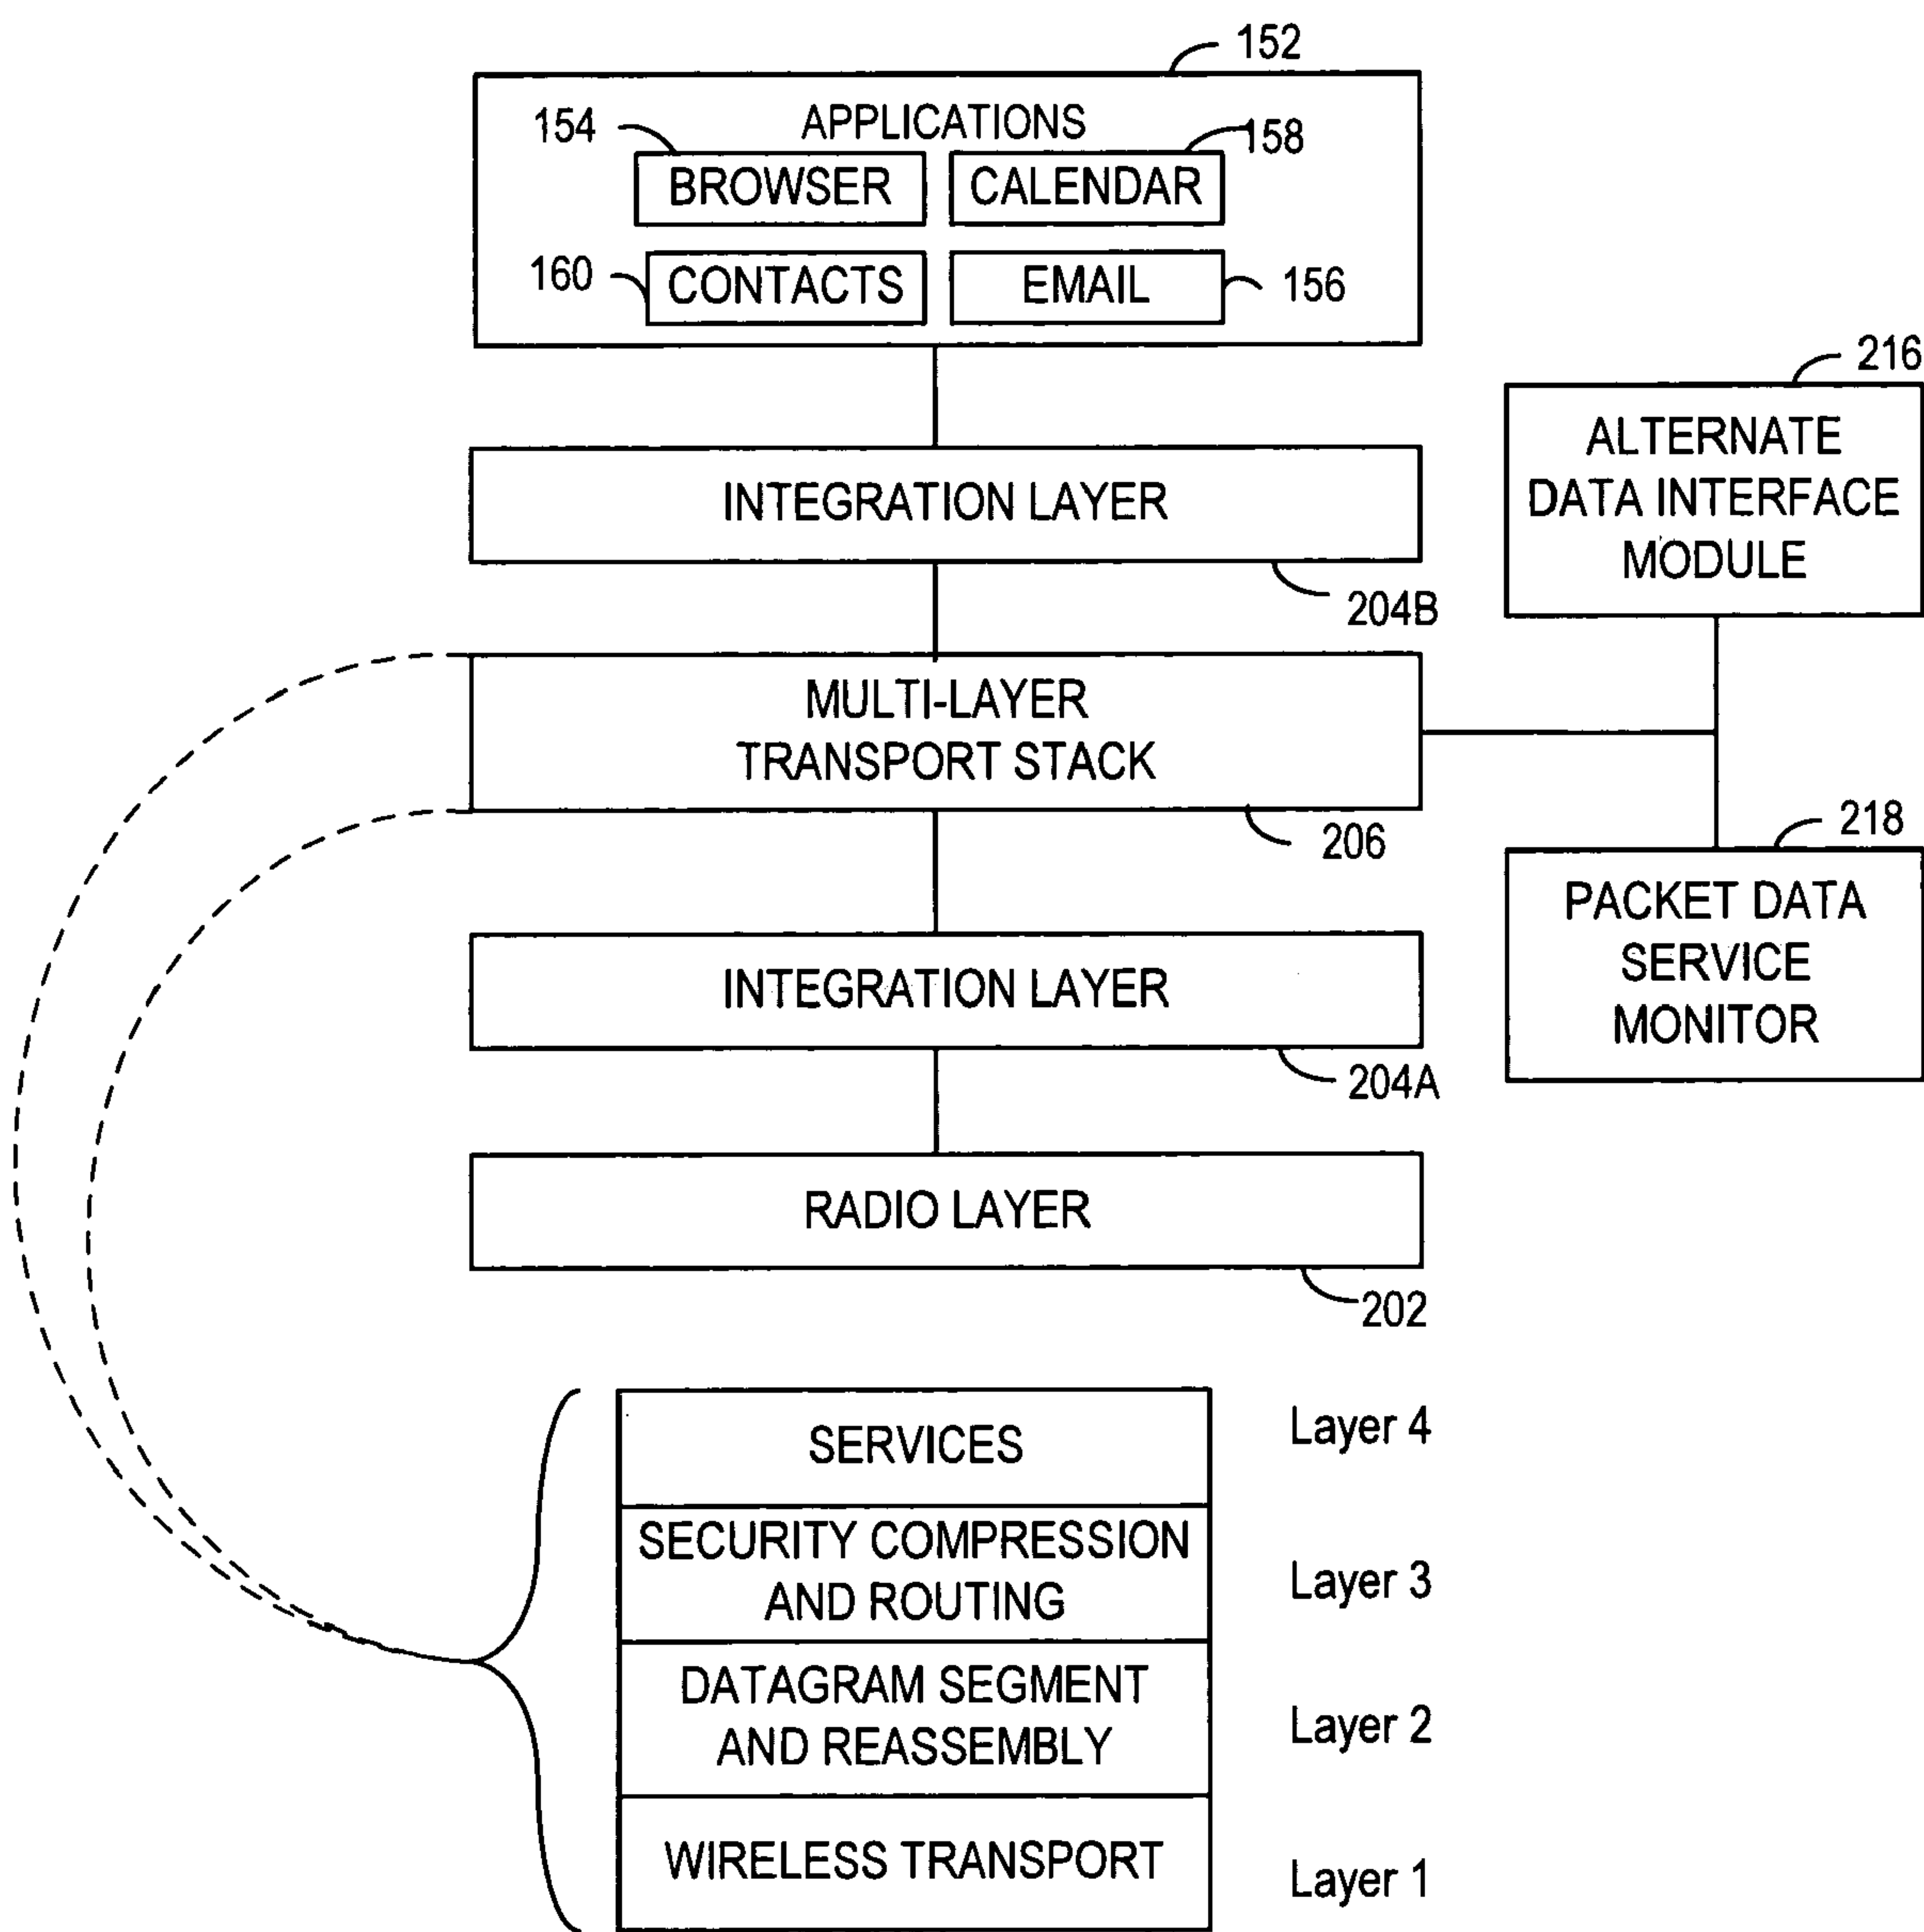 152
APPLICATIONS
154
158
BROWSER
CALENDAR
160
CONTACTS
EMAIL
156
216
ALTERNATE
DATA INTERFACE
MODULE
INTEGRATION LAYER
204B
MULTI-LAYER
TRANSPORT STACK
206
218
PACKET DATA
SERVICE
MONITOR
INTEGRATION LAYER
204A
RADIO LAYER
202
SERVICES
Layer 4
SECURITY COMPRESSION
AND ROUTING
Layer 3
DATAGRAM SEGMENT
AND REASSEMBLY
Layer 2
WIRELESS TRANSPORT
Layer 1